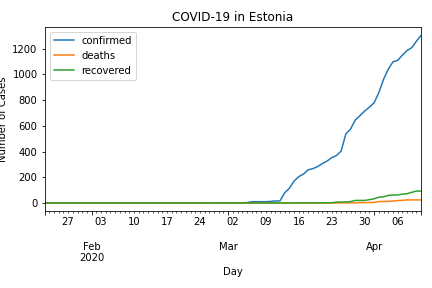 COVID-19 in Estonia
confirmed
deaths
recovered
1200
1000
800
600
400
200
0
Number of Cases
27 03 10 17 24 02 09 16 23 30 06
Feb Mar Apr
2020
Day